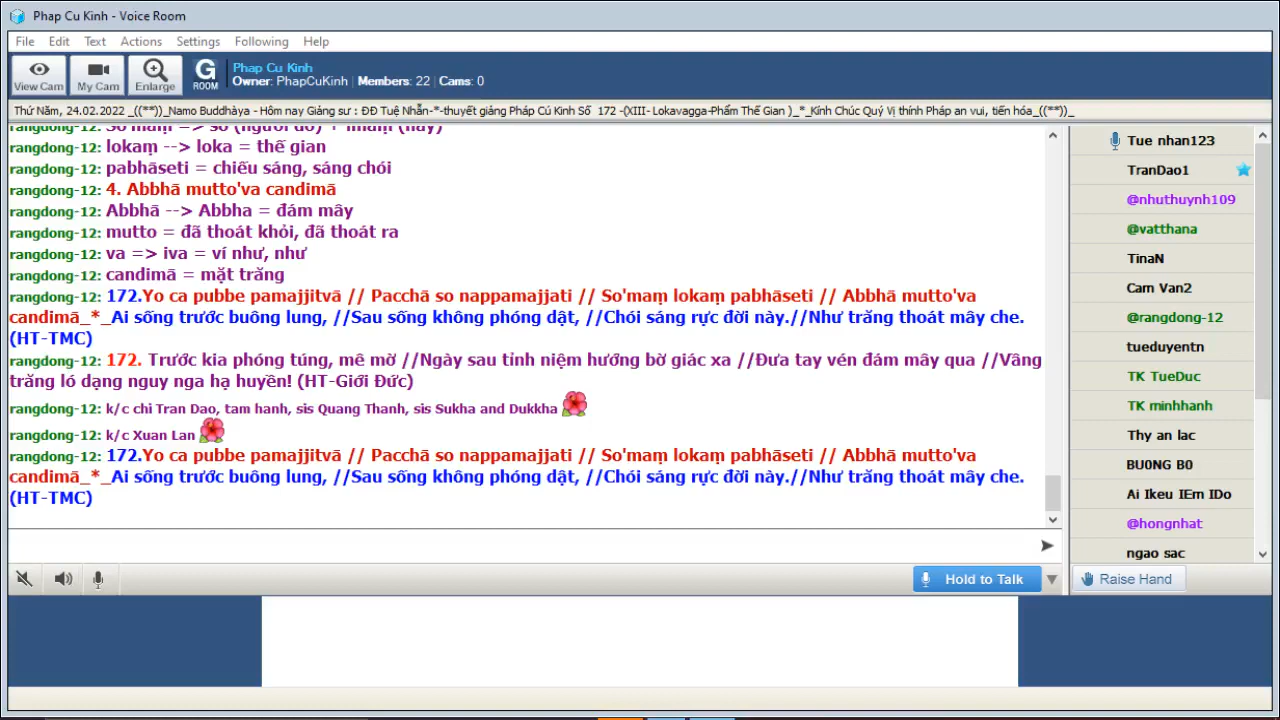 Phap Cu Kinh - Voice Room
File Edit Text Actions Settings Following Help
View Cam My Cam Enlarge G ROOM
Phap Cu Kinh
Owner: PhapCuKinh | Members: 22 | Cams: 0
Thứ Năm, 24.02.2022 _((**))_Namo Buddhàya - Hôm nay Giảng sư : ĐĐ Tuệ Nhẫn-*-thuyết giảng Pháp Cú Kinh Số 172 -(XIII- Lokavagga-Phẩm Thế Gian )_*_Kính Chúc Quý Vị thính Pháp an vui, tiến hóa_((**))_
rangdong-12: So'maṃ => so (người đó) + imaṃ (này)
rangdong-12: lokaṃ --> loka = thế gian
rangdong-12: pabhāseti = chiếu sáng, sáng chói
rangdong-12: 4. Abbhā mutto'va candimā
rangdong-12: Abbhā --> Abbha = đám mây
rangdong-12: mutto = đã thoát khỏi, đã thoát ra
rangdong-12: va => iva = ví như, như
rangdong-12: candimā = mặt trăng
rangdong-12: 172.Yo ca pubbe pamajjitvā // Pacchā so nappamajjati // So'maṃ lokaṃ pabhāseti // Abbhā mutto'va
candimā_*_Ai sống trước buông lung, //Sau sống không phóng dật, //Chói sáng rực đời này.//Như trăng thoát mây che.
(HT-TMC)
rangdong-12: 172. Trước kia phóng túng, mê mờ //Ngày sau tỉnh niệm hướng bờ giác xa //Đưa tay vén đám mây qua //Vâng
trăng ló dạng nguy nga hạ huyền! (HT-Giới Đức)
rangdong-12: k/c chi Tran Dao, tam hanh, sis Quang Thanh, sis Sukha and Dukkha
rangdong-12: k/c Xuan Lan
rangdong-12: 172.Yo ca pubbe pamajjitvā // Pacchā so nappamajjati // So'maṃ lokaṃ pabhāseti // Abbhā mutto'va
candimā_*_Ai sống trước buông lung, //Sau sống không phóng dật, //Chói sáng rực đời này.//Như trăng thoát mây che.
(HT-TMC)
Hold to Talk
Tue nhan123
TranDao1
@nhuthuynh109
@vatthana
TinaN
Cam Van2
@rangdong-12
tueduyentn
TK TueDuc
TK minhhanh
Thy an lac
BU0NG B0
Ai Ikeu IEm IDo
@hongnhat
ngao sac
Raise Hand